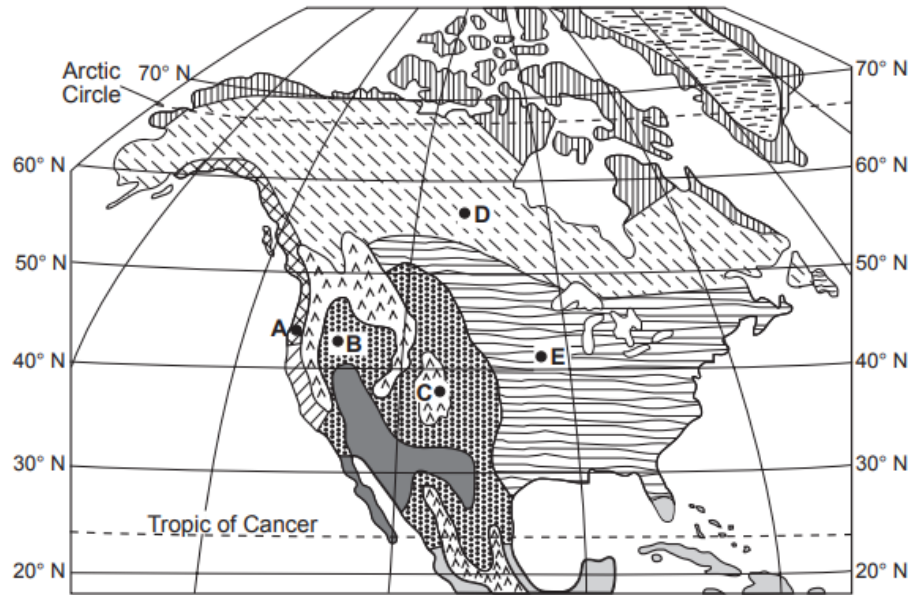 Arctic
Circle
70° N
70° N
60° N
60° N
D
50° N
50° N
A
B
E
40° N
40° N
C
30° N
30° N
Tropic of Cancer
20° N
20° N